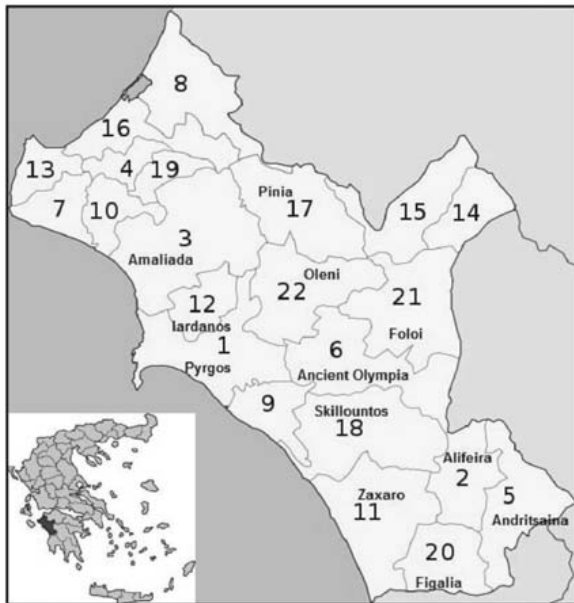 8
16
13
4
19
Pinia
17
15
14
7
10
3
Amaliada
Oleni
22
21
12
Iardanos
Foloi
1
6
Pyrgos
Ancient Olympia
9
Skillountos
18
Alifeira
2
Zaxaro
11
5
Andritsaina
20
Figalia